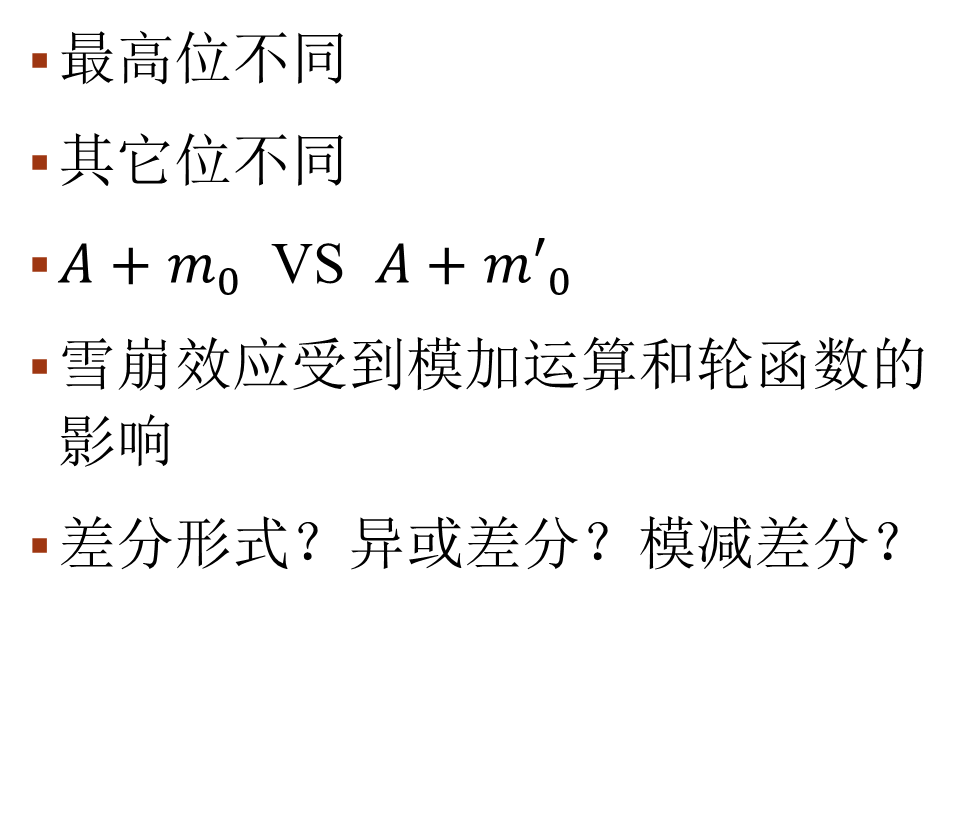 ▪最高位不同
▪其它位不同
▪A + m₀ VS A + m′₀
▪雪崩效应受到模加运算和轮函数的
影响
▪差分形式？异或差分？模减差分？